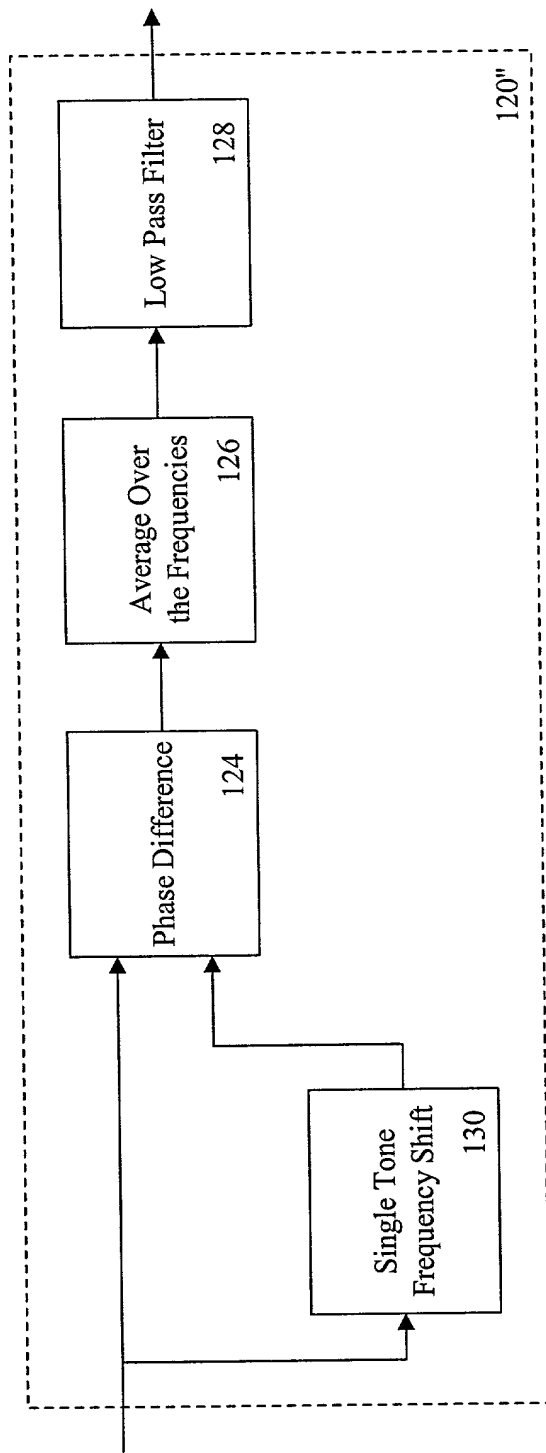 Single Tone
Frequency Shift
130
Phase Difference
124
Average Over
the Frequencies
126
Low Pass Filter
128
120"